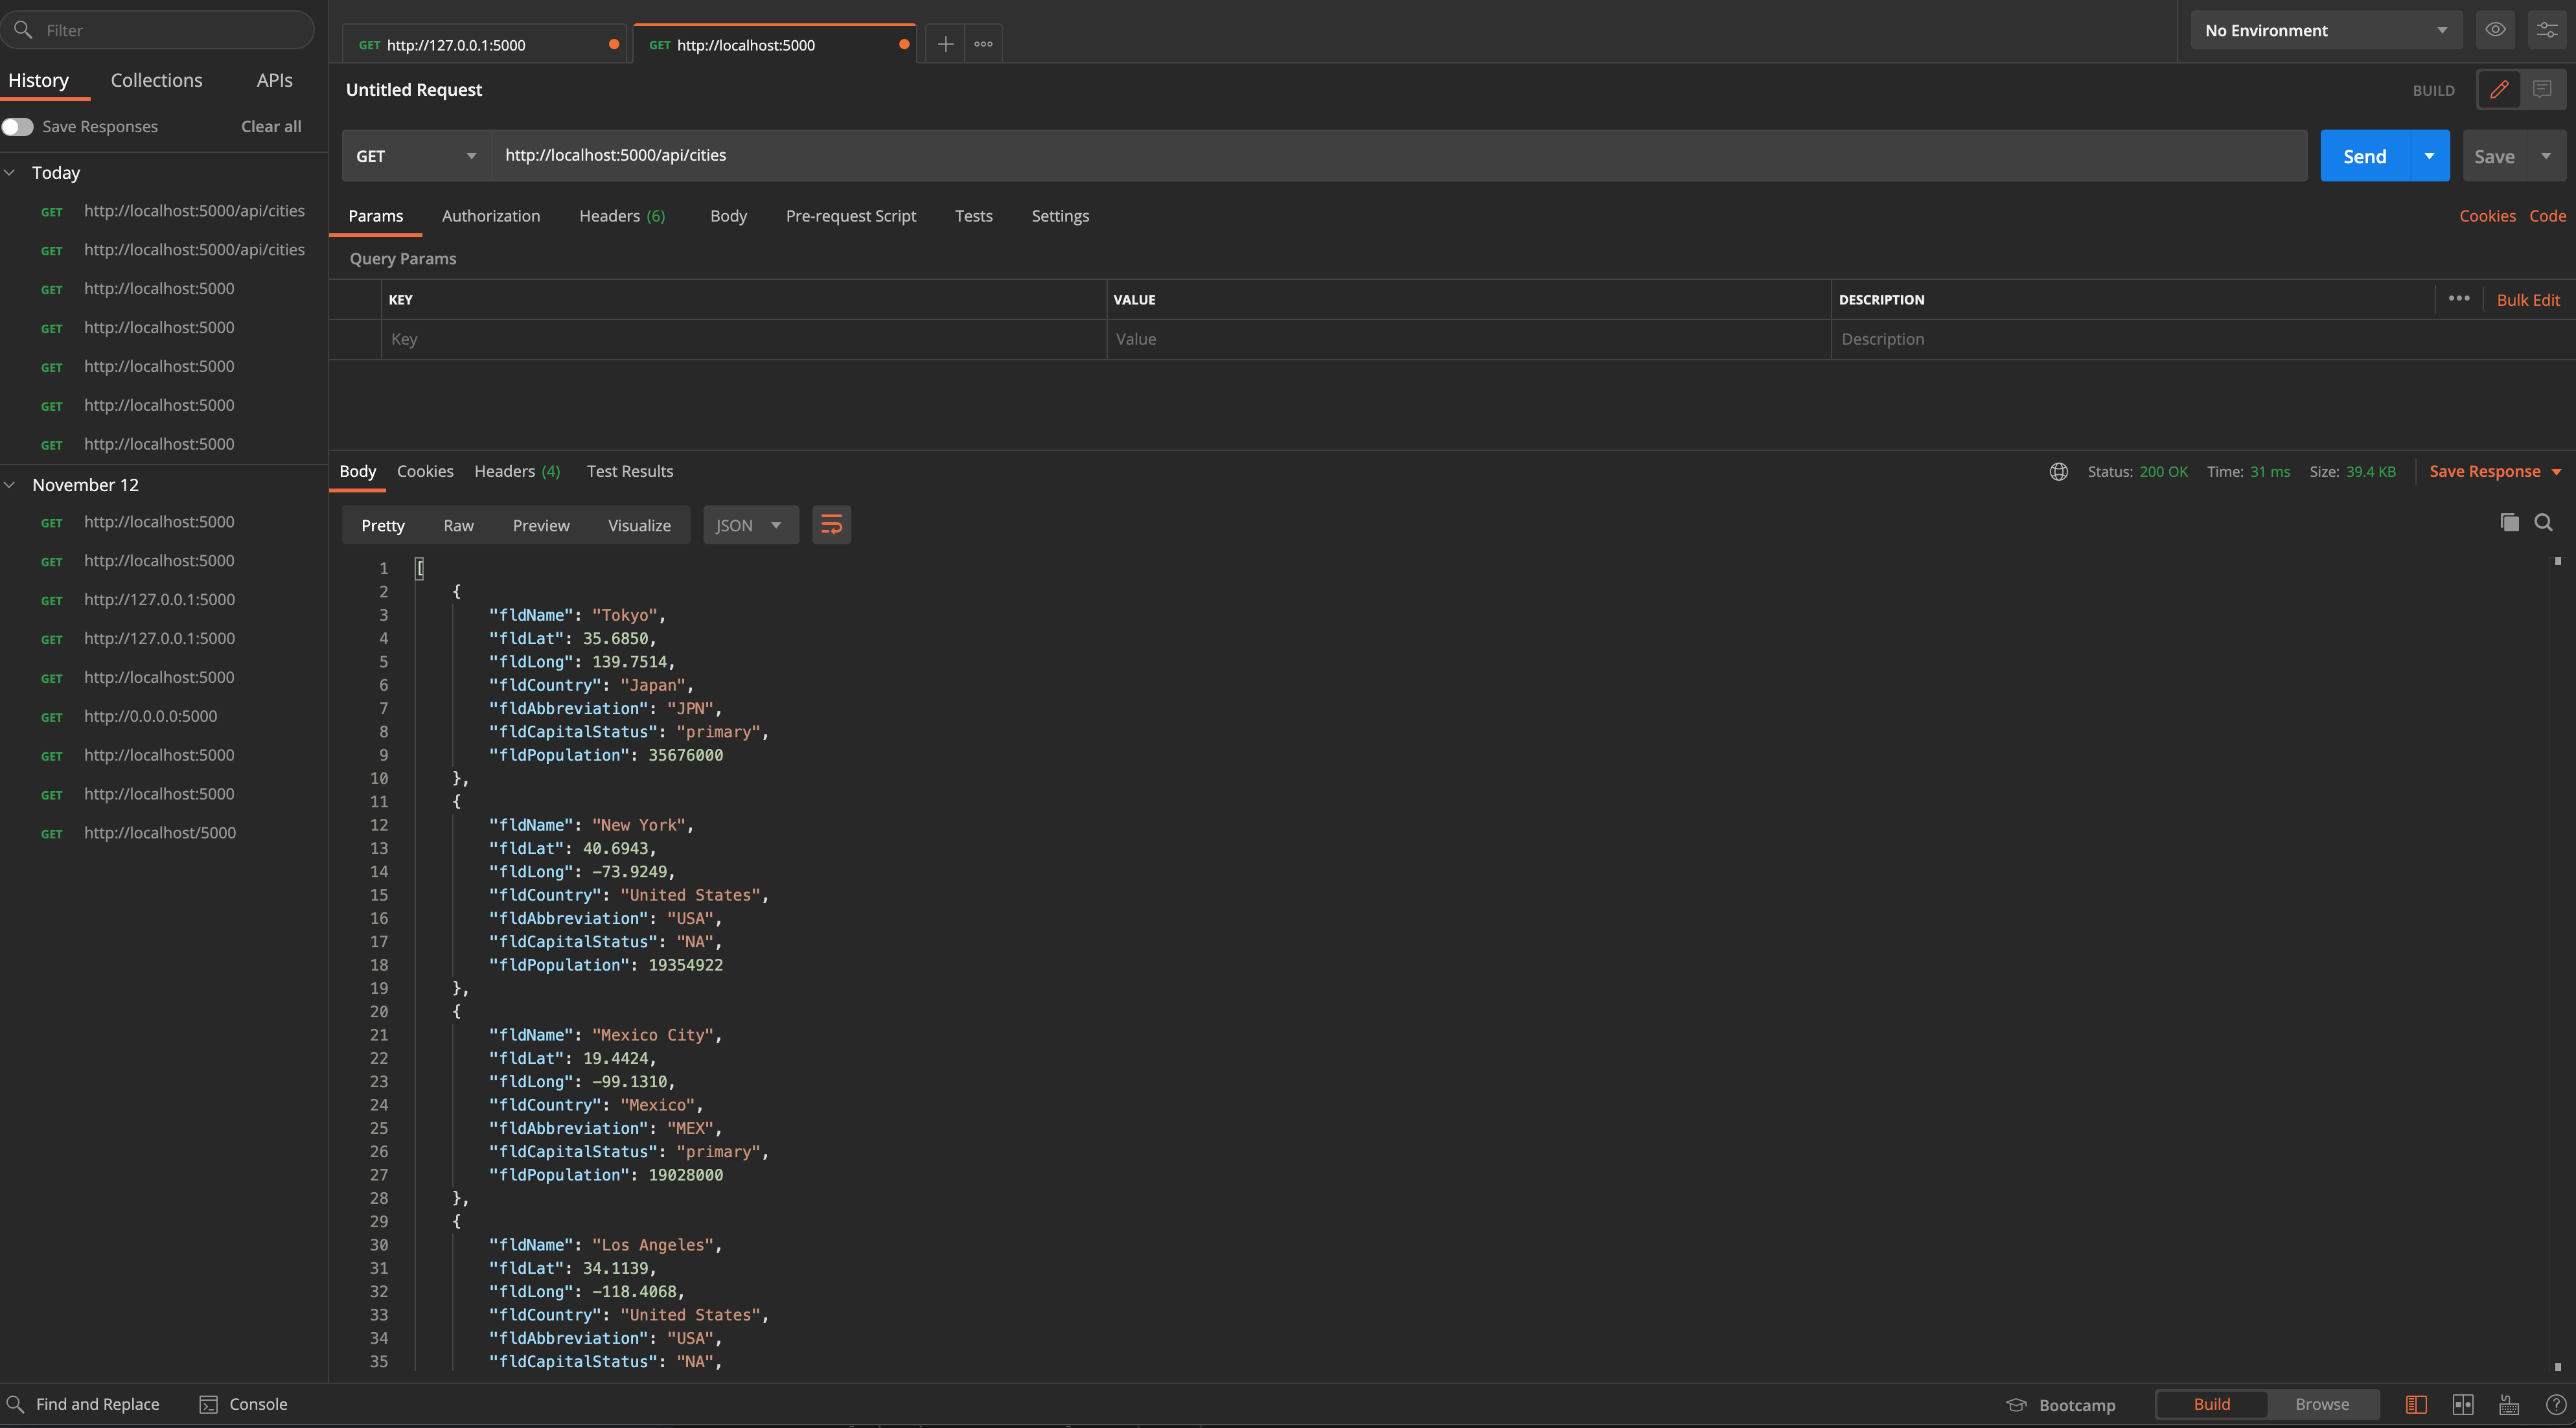 Filter
History Collections APIs
Save Responses Clear all
Today
GET http://localhost:5000/api/cities
GET http://localhost:5000/api/cities
GET http://localhost:5000
GET http://localhost:5000
GET http://localhost:5000
GET http://localhost:5000
GET http://localhost:5000
November 12
GET http://localhost:5000
GET http://localhost:5000
GET http://127.0.0.1:5000
GET http://127.0.0.1:5000
GET http://localhost:5000
GET http://0.0.0.0:5000
GET http://localhost:5000
GET http://localhost:5000
GET http://localhost/5000
GET http://127.0.0.1:5000 GET http://localhost:5000 No Environment
Untitled Request BUILD
GET http://localhost:5000/api/cities Send Save
Params Authorization Headers (6) Body Pre-request Script Tests Settings Cookies Code
Query Params
KEY VALUE DESCRIPTION Bulk Edit
Key Value Description
Body Cookies Headers (4) Test Results Status: 200 OK Time: 31 ms Size: 39.4 KB Save Response
Pretty Raw Preview Visualize JSON
1 [
2 {
3 "fldName": "Tokyo",
4 "fldLat": 35.6850,
5 "fldLong": 139.7514,
6 "fldCountry": "Japan",
7 "fldAbbreviation": "JPN",
8 "fldCapitalStatus": "primary",
9 "fldPopulation": 35676000
10 },
11 {
12 "fldName": "New York",
13 "fldLat": 40.6943,
14 "fldLong": -73.9249,
15 "fldCountry": "United States",
16 "fldAbbreviation": "USA",
17 "fldCapitalStatus": "NA",
18 "fldPopulation": 19354922
19 },
20 {
21 "fldName": "Mexico City",
22 "fldLat": 19.4424,
23 "fldLong": -99.1310,
24 "fldCountry": "Mexico",
25 "fldAbbreviation": "MEX",
26 "fldCapitalStatus": "primary",
27 "fldPopulation": 19028000
28 },
29 {
30 "fldName": "Los Angeles",
31 "fldLat": 34.1139,
32 "fldLong": -118.4068,
33 "fldCountry": "United States",
34 "fldAbbreviation": "USA",
35 "fldCapitalStatus": "NA",
Find and Replace Console Bootcamp Build Browse